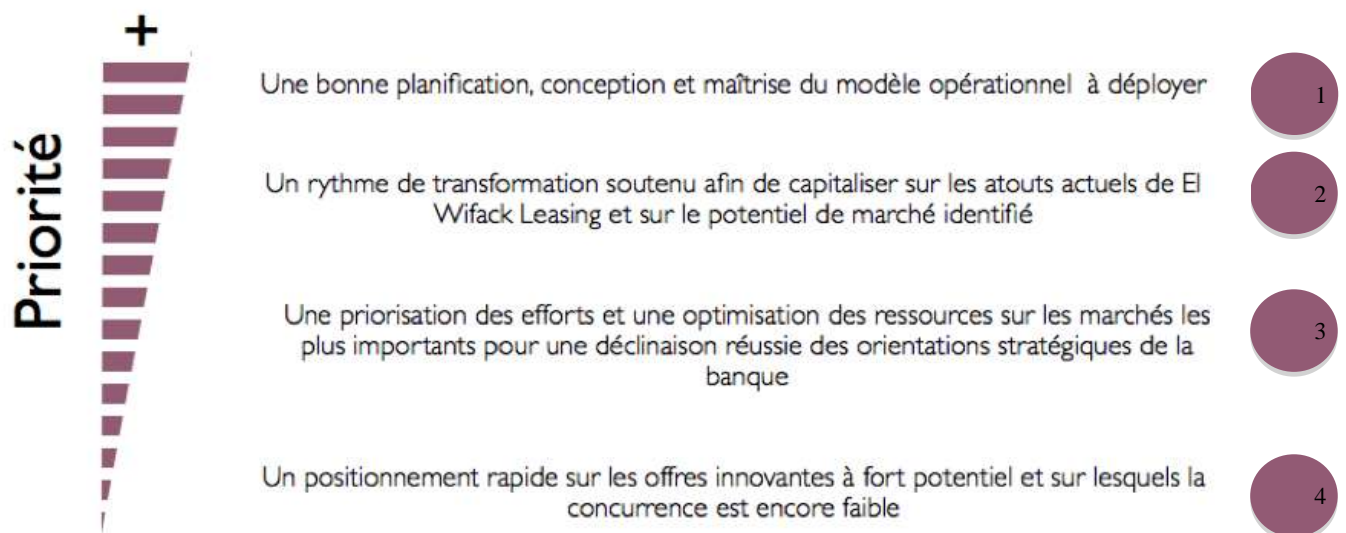 +
Priorité
Une bonne planification, conception et maîtrise du modèle opérationnel à déployer
1
Un rythme de transformation soutenu afin de capitaliser sur les atouts actuels de El
Wifack Leasing et sur le potentiel de marché identifié
2
Une priorisation des efforts et une optimisation des ressources sur les marchés les
plus importants pour une déclinaison réussie des orientations stratégiques de la
banque
3
Un positionnement rapide sur les offres innovantes à fort potentiel et sur lesquels la
concurrence est encore faible
4